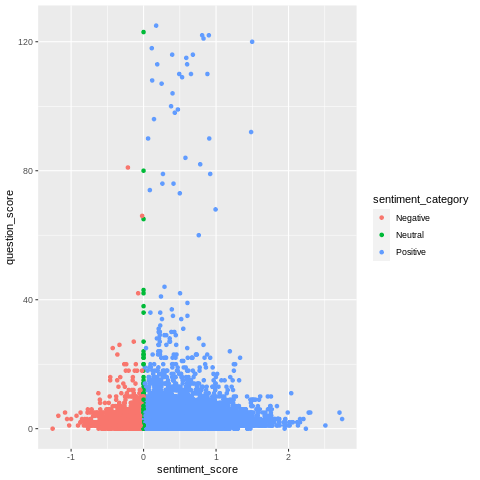 120
80
40
0
question_score
-1
0
1
2
sentiment_score
sentiment_category
Negative
Neutral
Positive